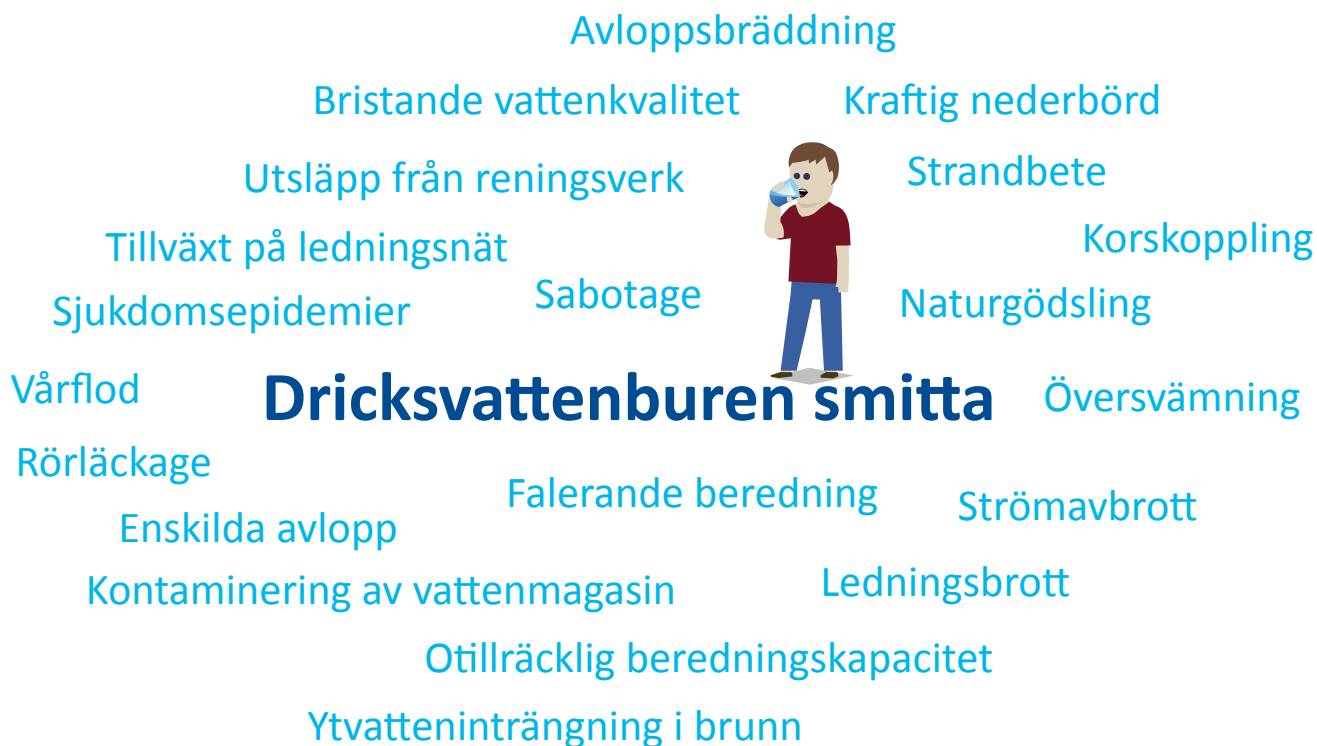 Avloppsbräddning
Bristande vattenkvalitet
Kraftig nederbörd
Utsläpp från reningsverk
Strandbete
Tillväxt på ledningsnät
Korskoppling
Sjukdomsepidemier
Sabotage
Naturgödsling
Vårflod
Dricksvattenburen smitta
Översvämning
Rörläckage
Falerande beredning
Strömavbrott
Enskilda avlopp
Kontaminering av vattenmagasin
Ledningsbrott
Otillräcklig beredningskapacitet
Ytvatteninträngning i brunn